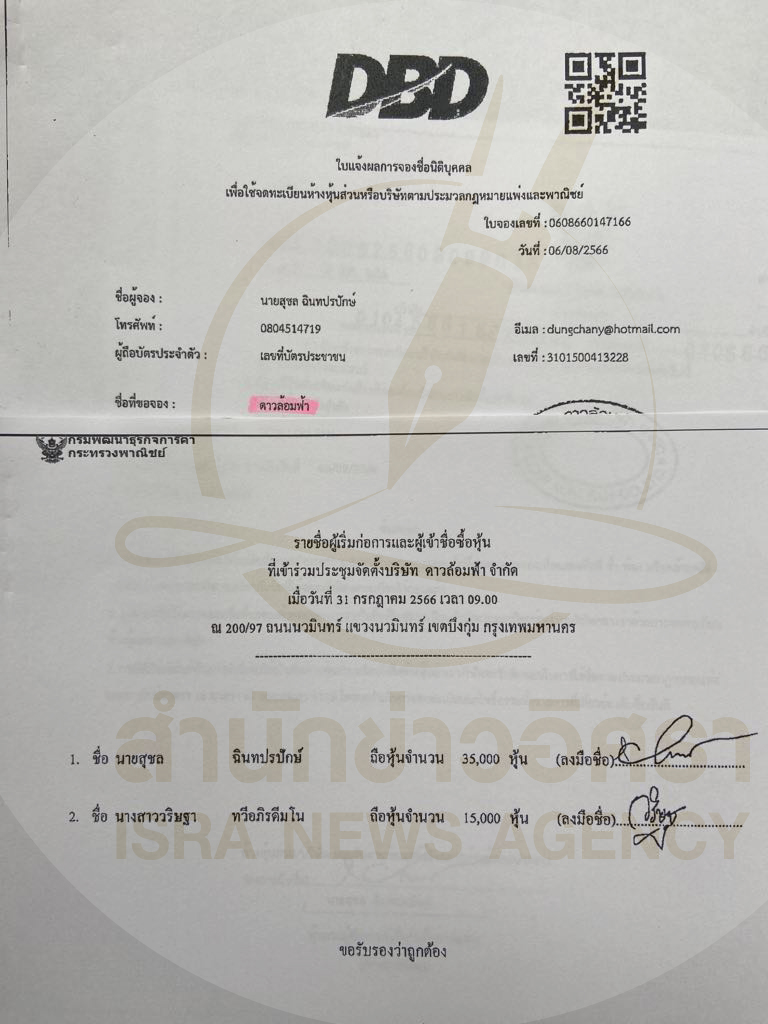 DBD
ใบแจ้งผลการจองชื่อนิติบุคคล
เพื่อใช้จดทะเบียนห้างหุ้นส่วนหรือบริษัทตามประมวลกฎหมายแพ่งและพาณิชย์
ใบจองเลขที่ : 0608660147166
วันที่ : 06/08/2566
ชื่อผู้จอง : นายสุชล ฉินทปรปักษ์
โทรศัพท์ : 0804514719 อีเมล : dungchany@hotmail.com
ผู้ถือบัตรประจำตัว : เลขที่บัตรประชาชน เลขที่ : 3101500413228
ชื่อที่ขอจอง : ดาวล้อมฟ้า
กรมพัฒนาธุรกิจการค้า
กระทรวงพาณิชย์
รายชื่อผู้เริ่มก่อการและผู้เข้าชื่อซื้อหุ้น
ที่เข้าร่วมประชุมจัดตั้งบริษัท ดาวล้อมฟ้า จำกัด
เมื่อวันที่ 31 กรกฎาคม 2566 เวลา 09.00
ณ 200/97 ถนนนวมินทร์ แขวงนวมินทร์ เขตบึงกุ่ม กรุงเทพมหานคร
สำนักข่าวอิศรา
1. ชื่อ นายสุชล ฉินทปรปักษ์ ถือหุ้นจำนวน 35,000 หุ้น (ลงมือชื่อ)
2. ชื่อ นางสาววริษฐา ทวีอภิรดีมโน ถือหุ้นจำนวน 15,000 หุ้น (ลงมือชื่อ)
ISRA NEWS AGENCY
ขอรับรองว่าถูกต้อง